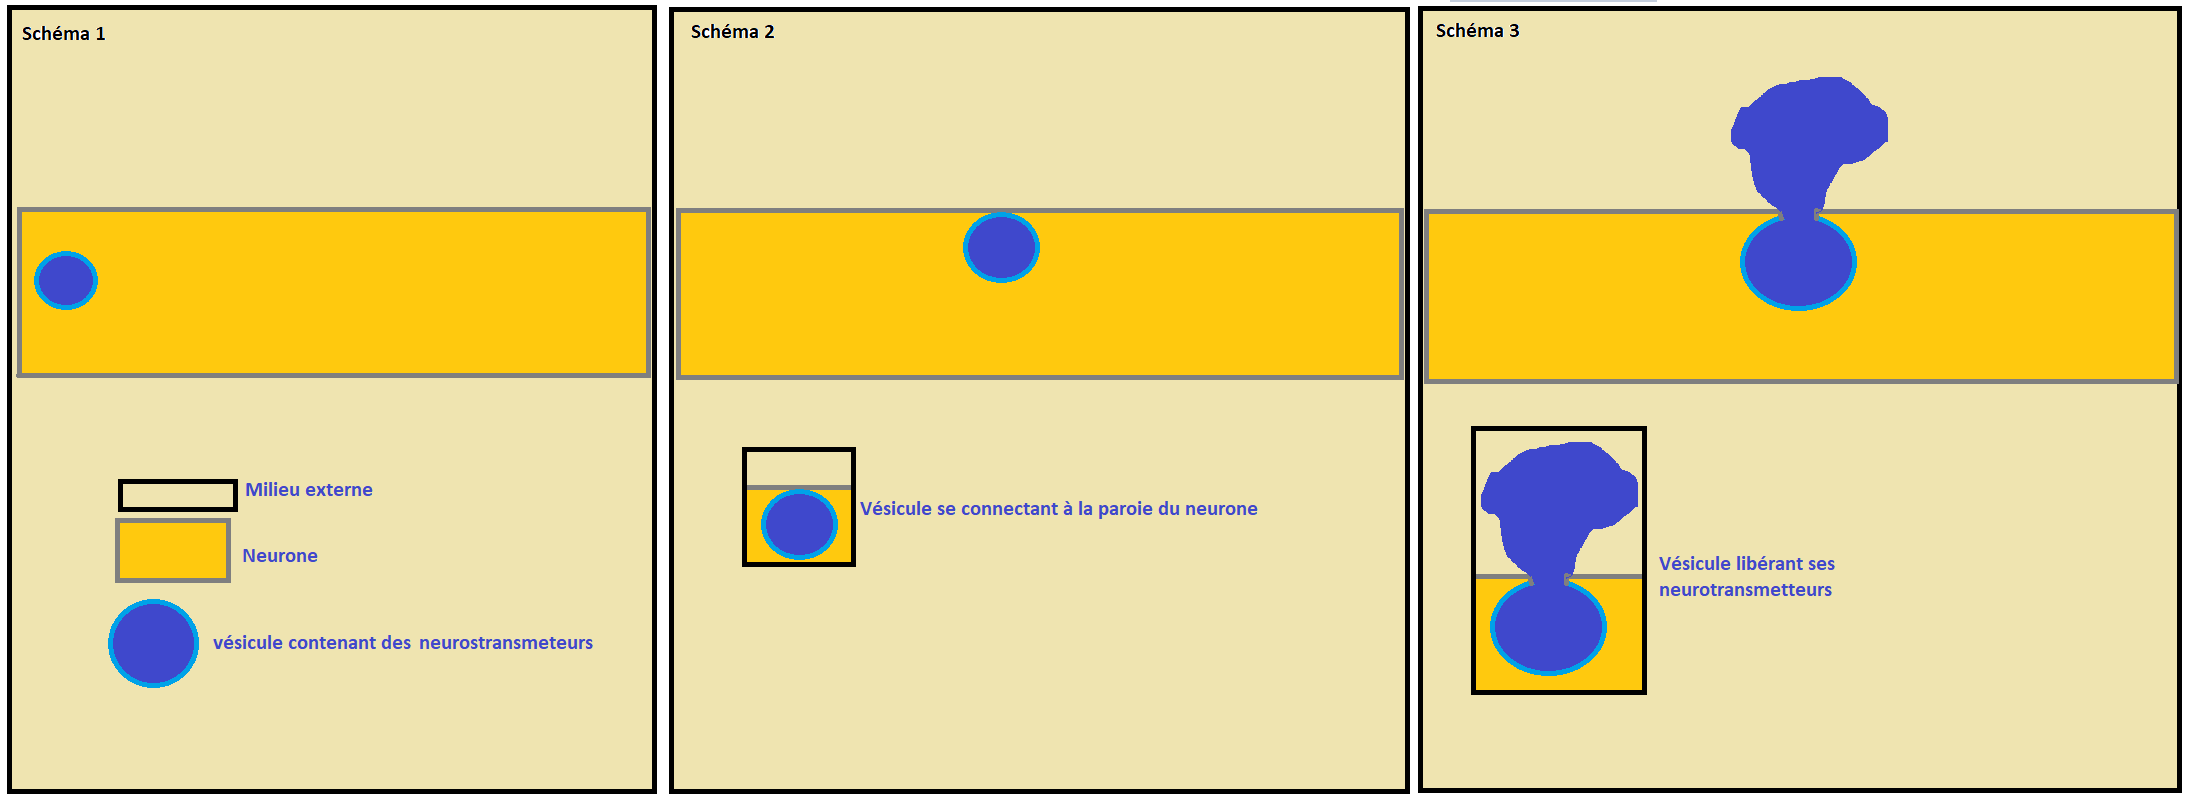 Schéma 1
Milieu externe
Neurone
vésicule contenant des neurostransmeteurs
Schéma 2
Vésicule se connectant à la paroie du neurone
Schéma 3
Vésicule libérant ses
neurotransmetteurs